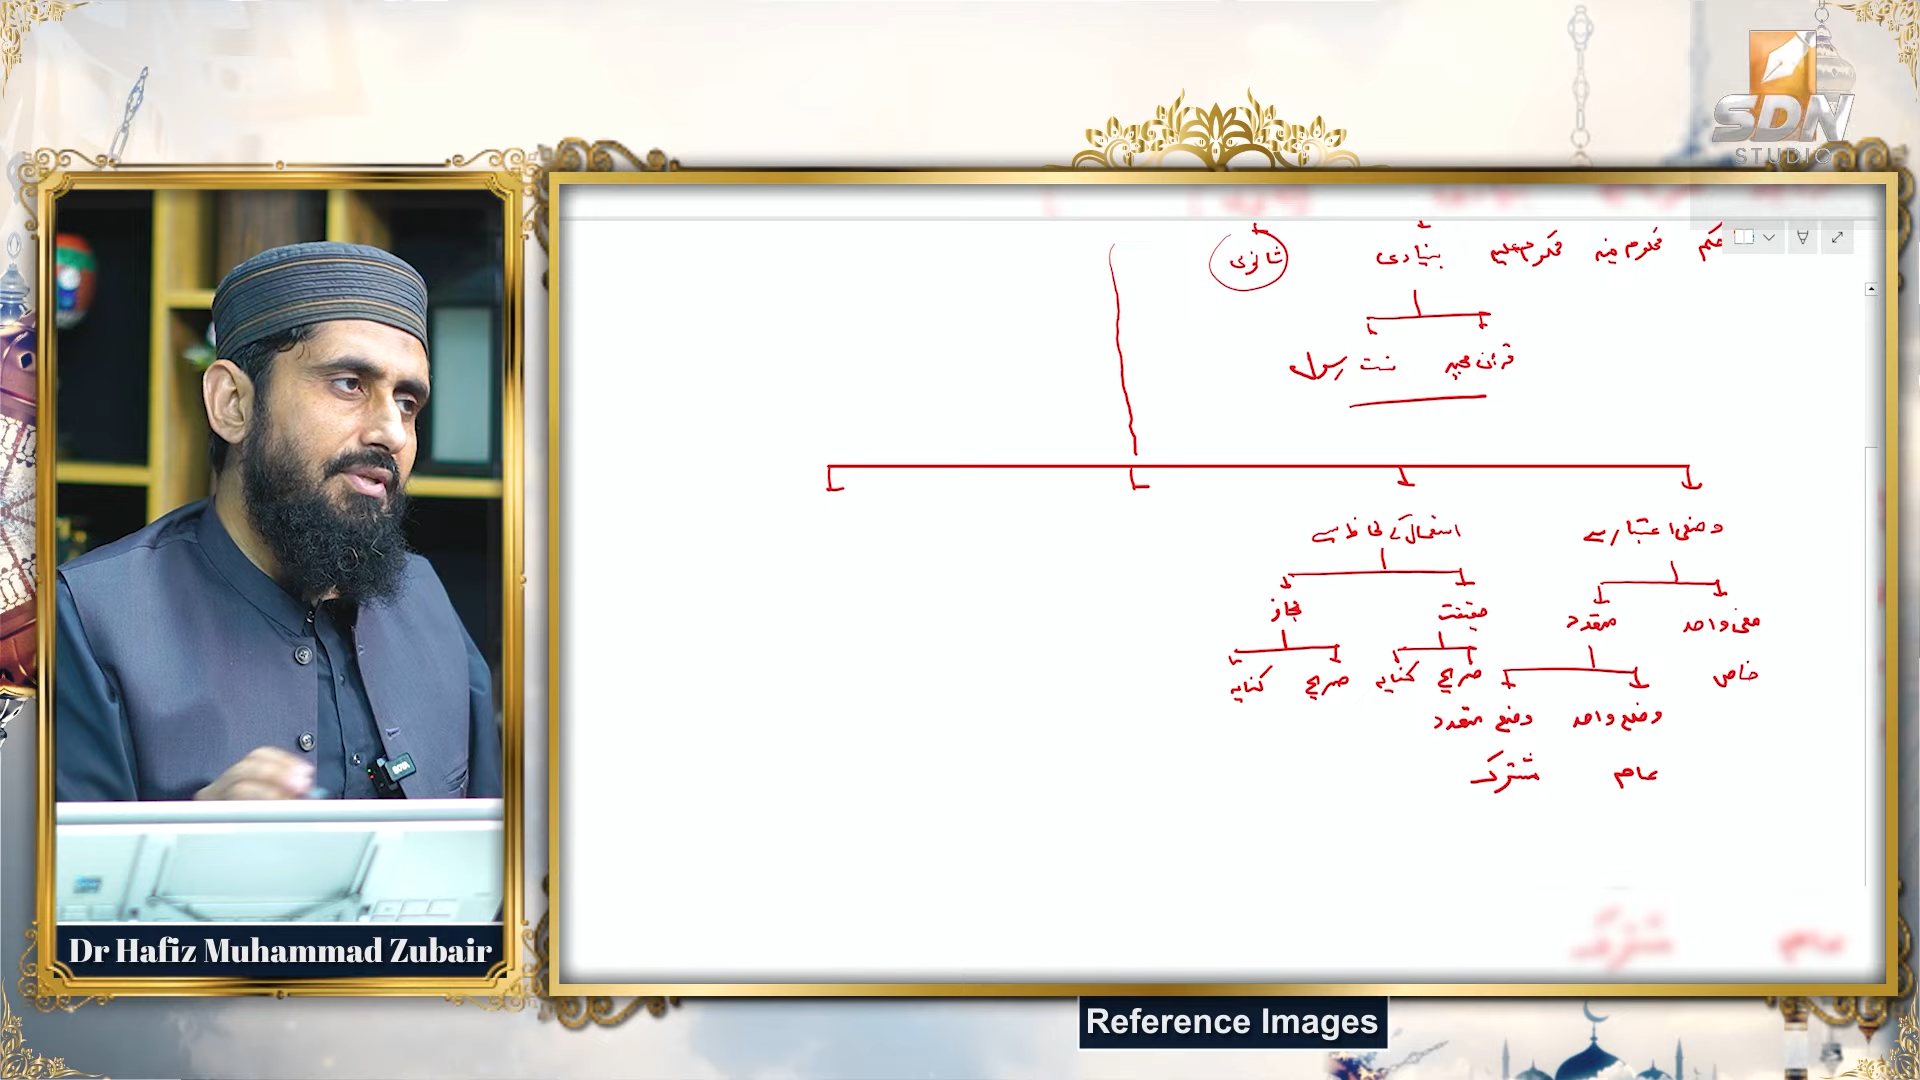 SDN
STUDIO
حکم محکوم فیہ محکوم علیہ بنیادی ثانوی
قرآن مجید سنت رسول
وضعی اعتبار سے استعمال کے لحاظ سے
معنی واحد متعدد حقیقت مجاز
خاص صریح کنایہ صریح کنایہ
وضع واحد وضع متعدد
عام مشترک
عام مشترک
Dr Hafiz Muhammad Zubair
Reference Images